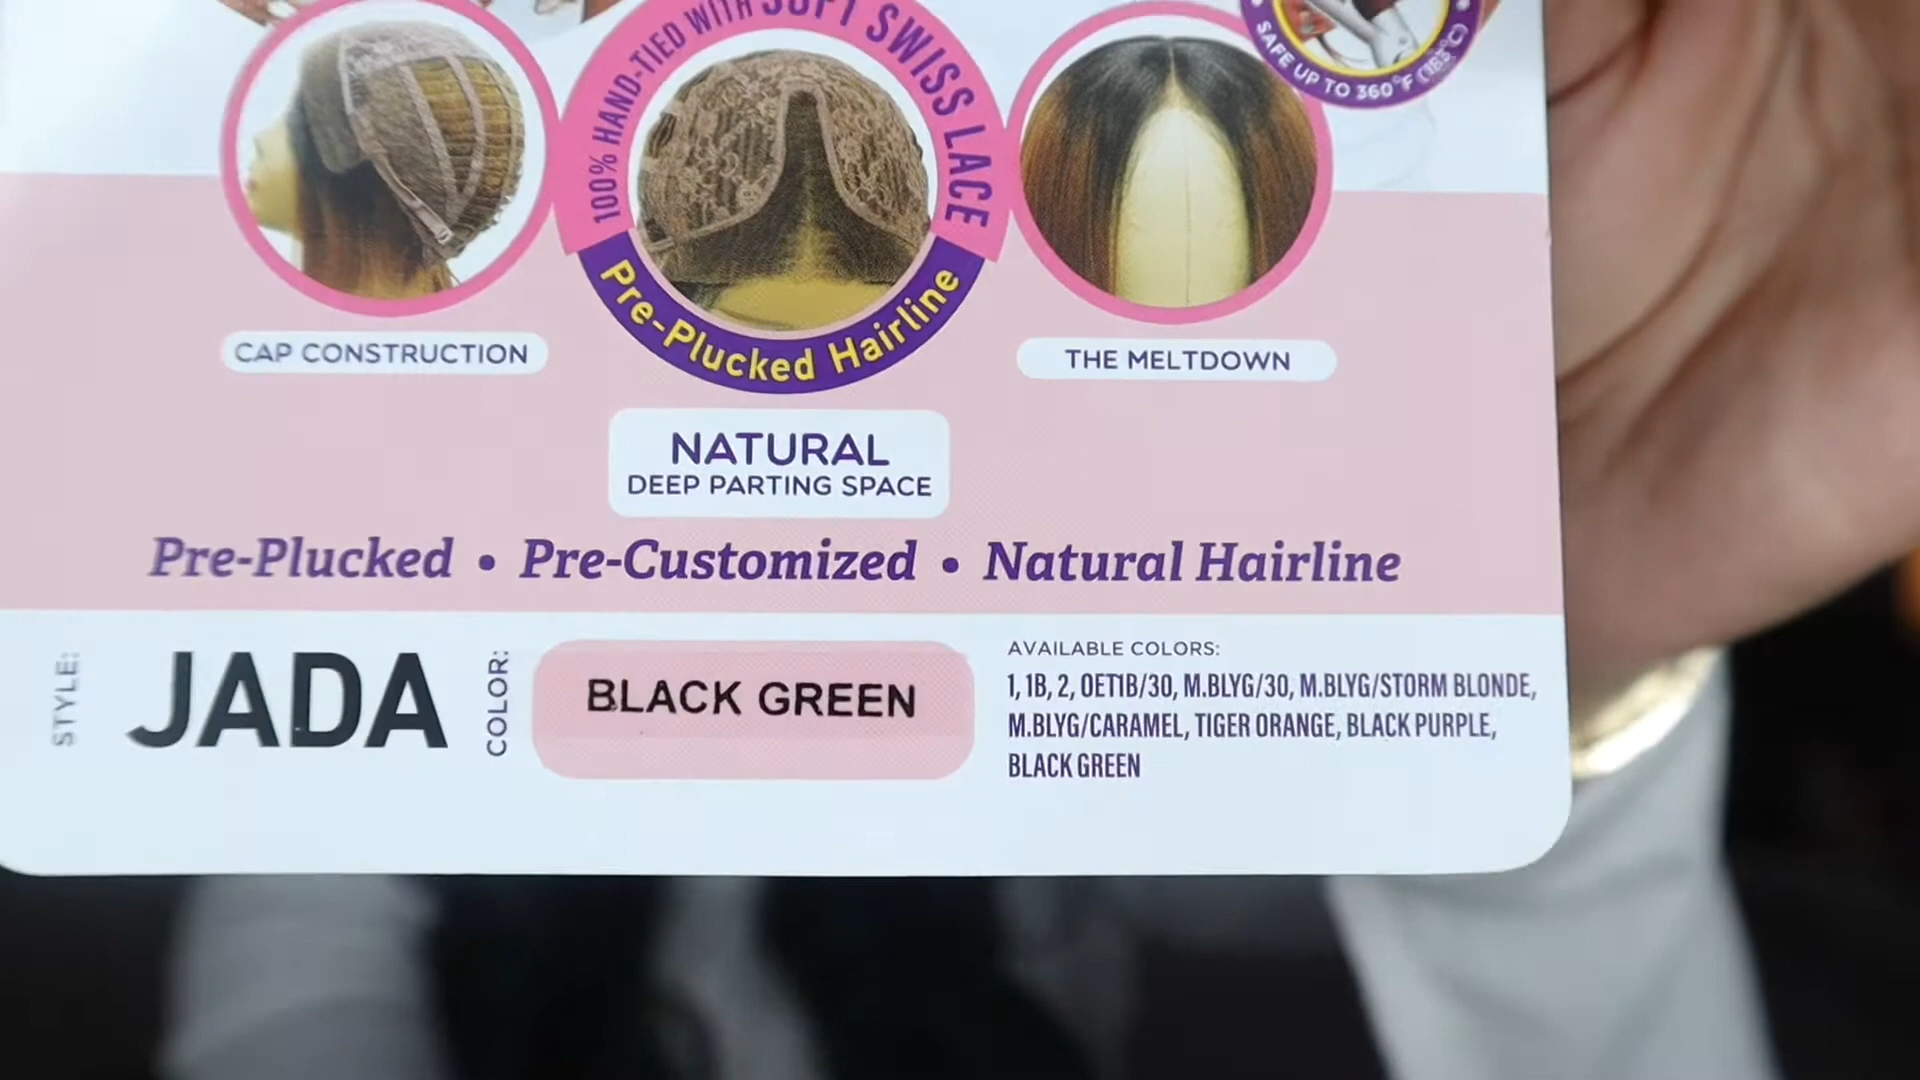 100% HAND-TIED WITH SOFT SWISS LACE
SAFE UP TO 360°F (185°C)
Pre-Plucked Hairline
CAP CONSTRUCTION
THE MELTDOWN
NATURAL
DEEP PARTING SPACE
Pre-Plucked • Pre-Customized • Natural Hairline
STYLE:
JADA
COLOR:
BLACK GREEN
AVAILABLE COLORS:
1, 1B, 2, OET1B/30, M.BLYG/30, M.BLYG/STORM BLONDE,
M.BLYG/CARAMEL, TIGER ORANGE, BLACK PURPLE,
BLACK GREEN